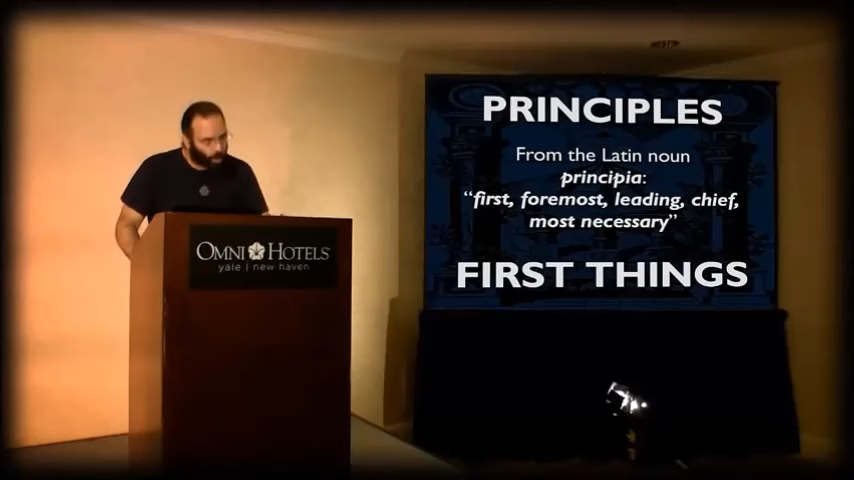 OMNI HOTELS
yale | new haven
PRINCIPLES
From the Latin noun
principia:
“first, foremost, leading, chief,
most necessary”
FIRST THINGS